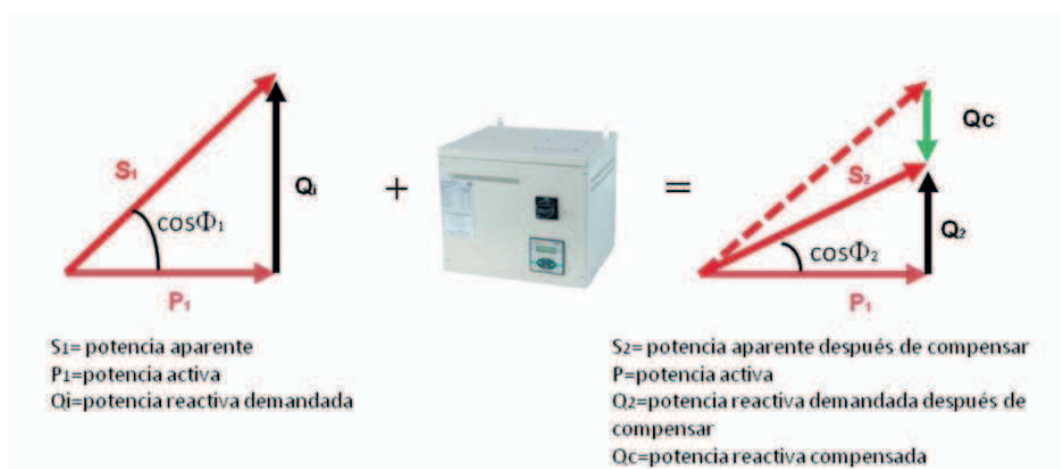 S1
Qi
cosΦ1
P1
+
=
Qc
S2
Q2
cosΦ2
P1
S1= potencia aparente
P1=potencia activa
Qi=potencia reactiva demandada
S2= potencia aparente después de compensar
P=potencia activa
Q2=potencia reactiva demandada después de
compensar
Qc=potencia reactiva compensada